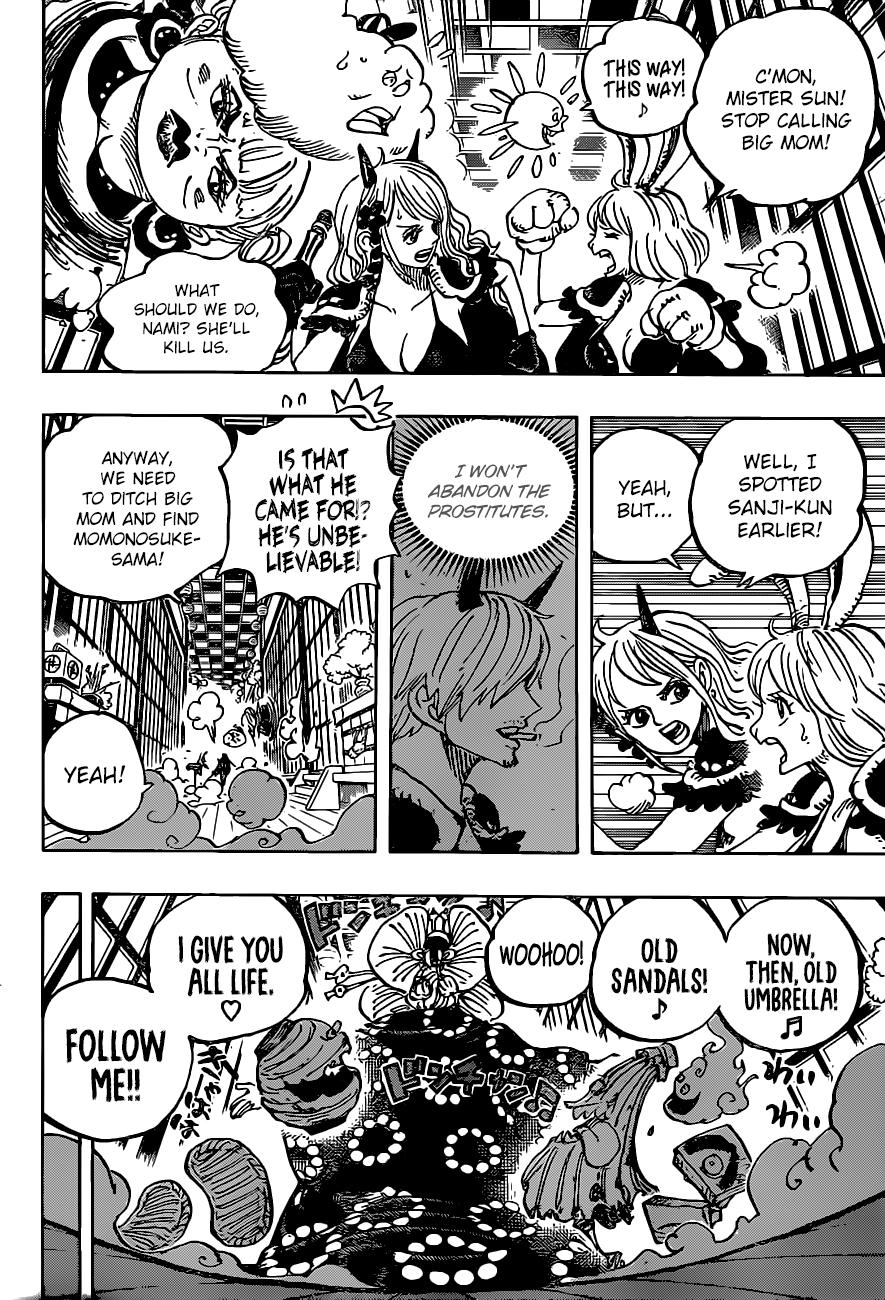 C'MON,
MISTER SUN!
STOP CALLING
BIG MOM!
THIS WAY!
THIS WAY!
♪
WHAT
SHOULD WE DO,
NAMI? SHE'LL
KILL US.
WELL, I
SPOTTED
SANJI-KUN
EARLIER!
YEAH,
BUT...
I WON'T
ABANDON THE
PROSTITUTES.
IS THAT
WHAT HE
CAME FOR!?
HE'S UNBE-
LIEVABLE!
ANYWAY,
WE NEED
TO DITCH BIG
MOM AND FIND
MOMONOSUKE-
SAMA!
YEAH!
NOW,
THEN, OLD
UMBRELLA!
♫
OLD
SANDALS!
♪
WOOHOO!
I GIVE YOU
ALL LIFE.
♡
FOLLOW
ME!!